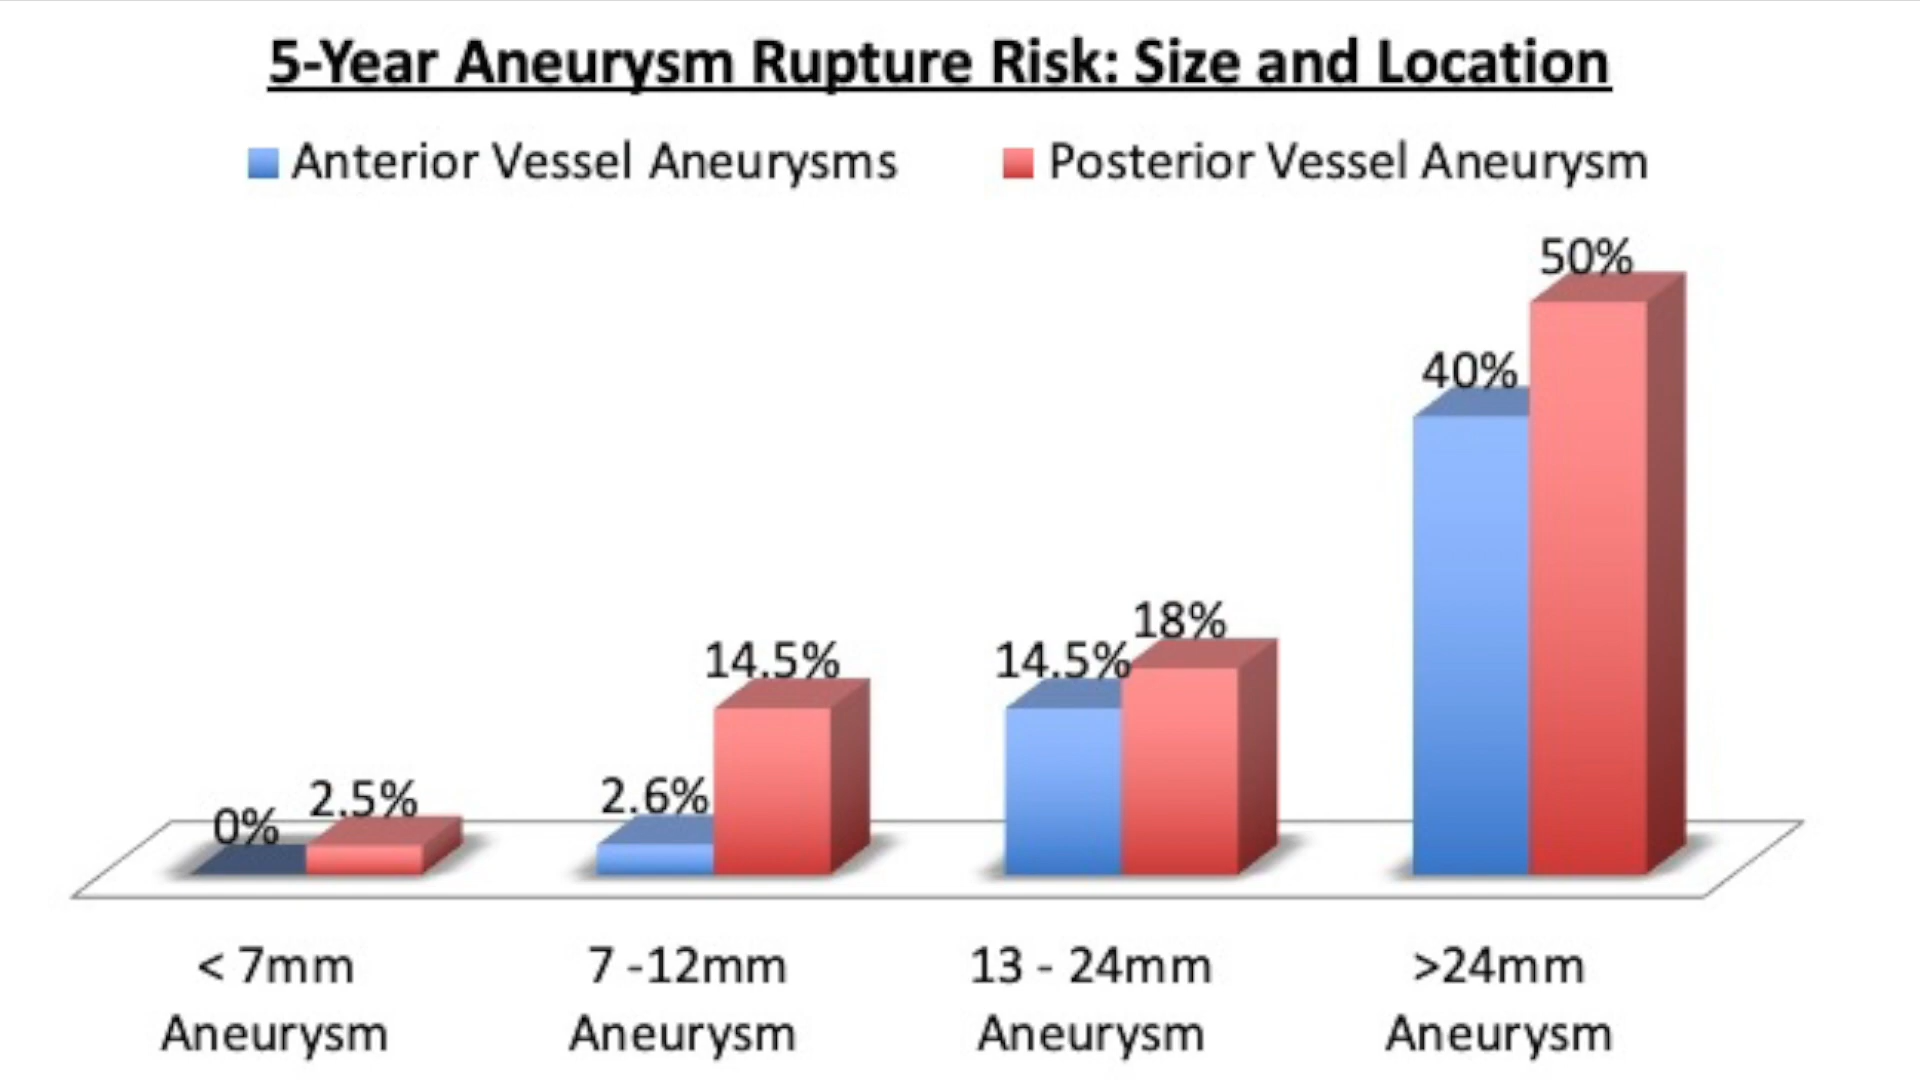 5-Year Aneurysm Rupture Risk: Size and Location
Anterior Vessel Aneurysms
Posterior Vessel Aneurysm
0%
2.5%
2.6%
14.5%
14.5%
18%
40%
50%
< 7mm
Aneurysm
7 -12mm
Aneurysm
13 - 24mm
Aneurysm
>24mm
Aneurysm